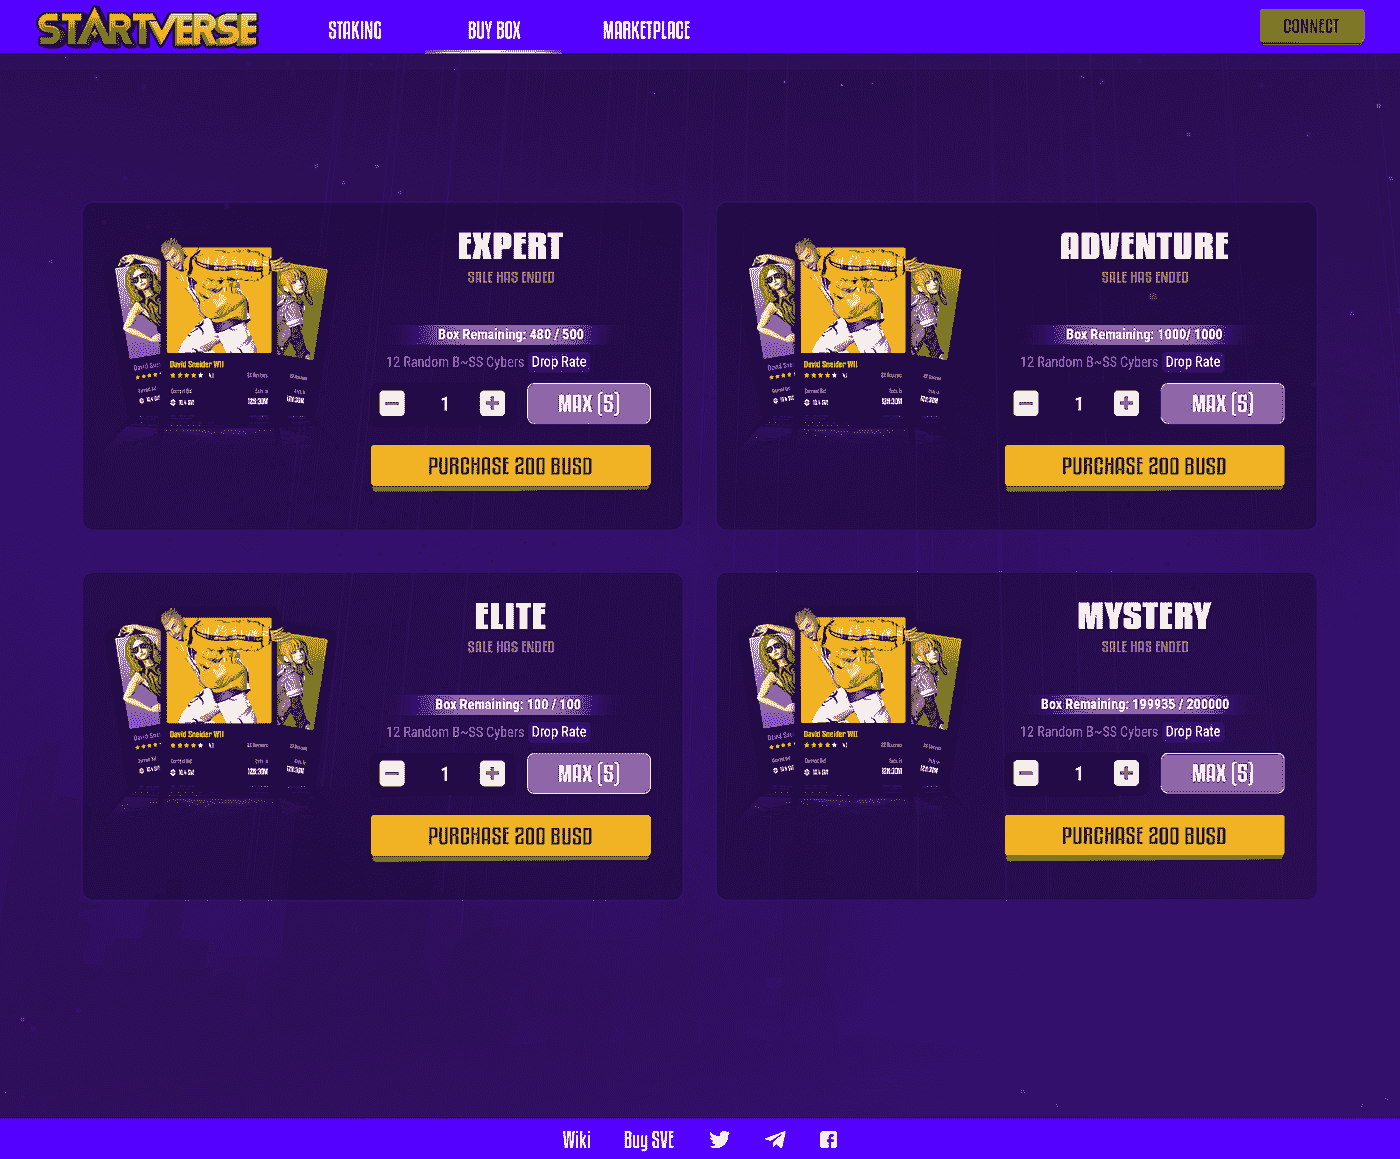 STARTVERSE
STAKING
BUY BOX
MARKETPLACE
CONNECT
EXPERT
SALE HAS ENDED
Box Remaining: 480 / 500
12 Random B~SS Cybers Drop Rate
1
MAX (5)
PURCHASE 200 BUSD
David Sneider Will
ADVENTURE
SALE HAS ENDED
Box Remaining: 1000/ 1000
12 Random B~SS Cybers Drop Rate
1
MAX (5)
PURCHASE 200 BUSD
David Sneider Will
ELITE
SALE HAS ENDED
Box Remaining: 100 / 100
12 Random B~SS Cybers Drop Rate
1
MAX (5)
PURCHASE 200 BUSD
David Sneider Will
MYSTERY
SALE HAS ENDED
Box Remaining: 199935 / 200000
12 Random B~SS Cybers Drop Rate
1
MAX (5)
PURCHASE 200 BUSD
David Sneider Will
Wiki
Buy SVE